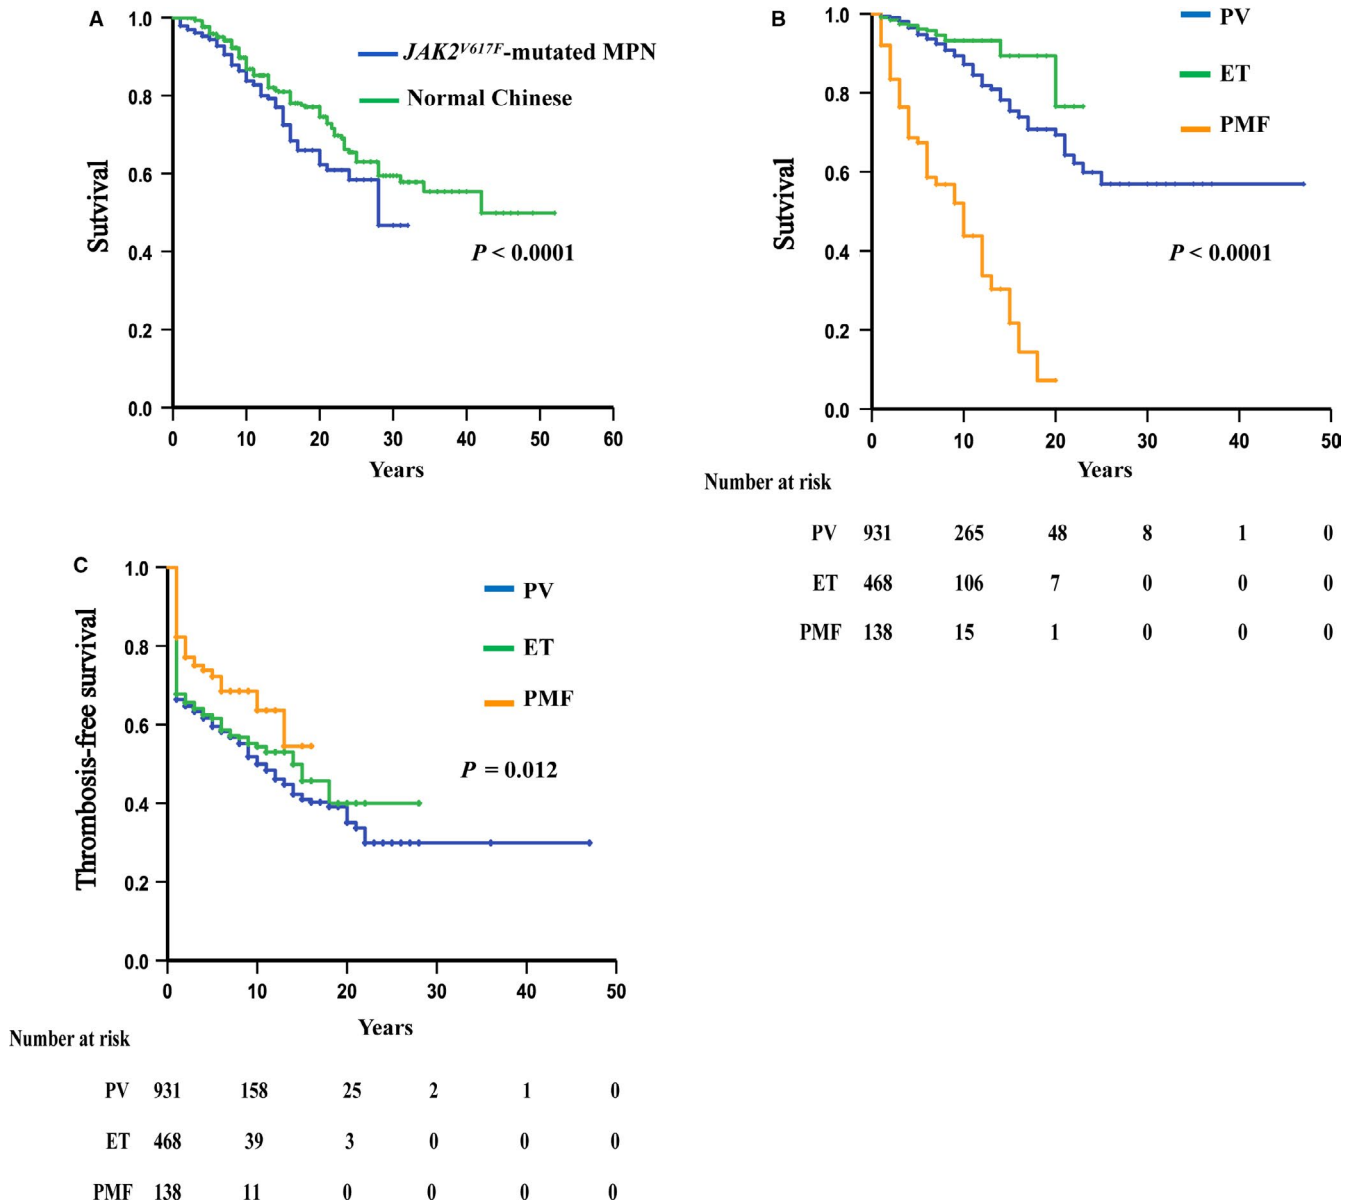 A
1.0
0.8
0.6
0.4
0.2
0.0
Sutvival
JAK2V617F-mutated MPN
Normal Chinese
P < 0.0001
0 10 20 30 40 50 60
Years
B
1.0
0.8
0.6
0.4
0.2
0.0
Sutvival
PV
ET
PMF
P < 0.0001
0 10 20 30 40 50
Years
Number at risk
PV 931 265 48 8 1 0
ET 468 106 7 0 0 0
PMF 138 15 1 0 0 0
C
1.0
0.8
0.6
0.4
0.2
0.0
Thrombosis-free survival
PV
ET
PMF
P = 0.012
0 10 20 30 40 50
Years
Number at risk
PV 931 158 25 2 1 0
ET 468 39 3 0 0 0
PMF 138 11 0 0 0 0